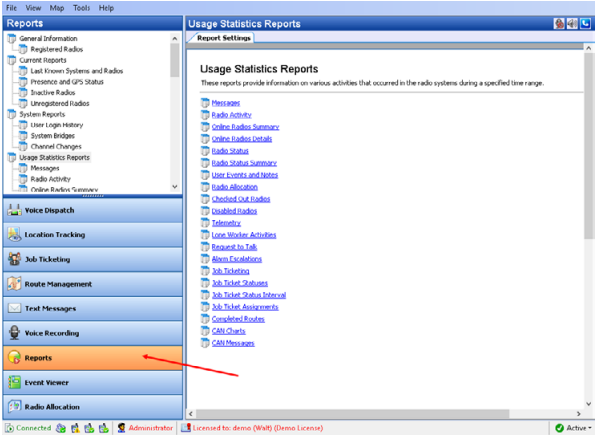 File View Map Tools Help
Reports
General Information
Registered Radios
Current Reports
Last Known Systems and Radios
Presence and GPS Status
Inactive Radios
Unregistered Radios
System Reports
User Login History
System Bridges
Channel Changes
Usage Statistics Reports
Messages
Radio Activity
Online Radios Summary
Voice Dispatch
Location Tracking
Job Ticketing
Route Management
Text Messages
Voice Recording
Reports
Event Viewer
Radio Allocation
Usage Statistics Reports
Report Settings
Usage Statistics Reports
These reports provide information on various activities that occurred in the radio systems during a specified time range.
Messages
Radio Activity
Online Radios Summary
Online Radios Details
Radio Status
Radio Status Summary
User Events and Notes
Radio Allocation
Checked Out Radios
Disabled Radios
Telemetry
Lone Worker Activities
Request to Talk
Alarm Escalations
Job Ticketing
Job Ticket Statuses
Job Ticket Status Interval
Job Ticket Assignments
Completed Routes
CAN Charts
CAN Messages
Connected Administrator Licensed to: demo (Walt) (Demo License) Active